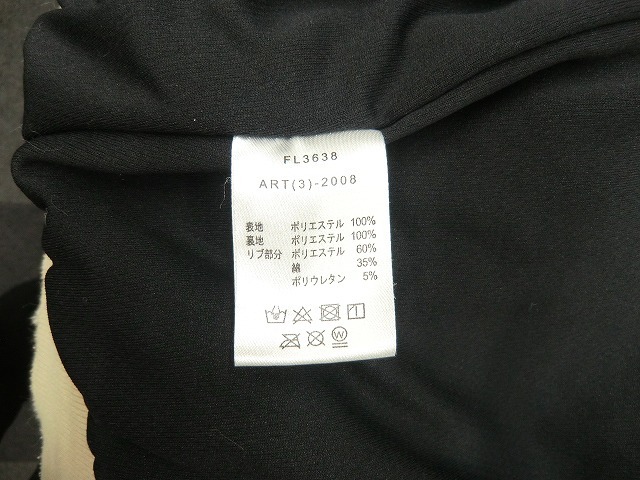 FL3638
ART(3)-2008
表地 ポリエステル 100%
裏地 ポリエステル 100%
リブ部分 ポリエステル 60%
綿 35%
ポリウレタン 5%
W